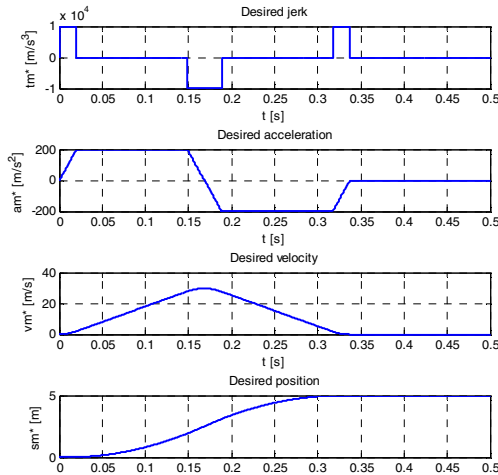 Desired jerk
x 10^4
tm* [m/s^3]
1
0
-1
0 0.05 0.1 0.15 0.2 0.25 0.3 0.35 0.4 0.45 0.5
t [s]
Desired acceleration
am* [m/s^2]
200
0
-200
0 0.05 0.1 0.15 0.2 0.25 0.3 0.35 0.4 0.45 0.5
t [s]
Desired velocity
vm* [m/s]
40
20
0
0 0.05 0.1 0.15 0.2 0.25 0.3 0.35 0.4 0.45 0.5
t [s]
Desired position
sm* [m]
5
0
0 0.05 0.1 0.15 0.2 0.25 0.3 0.35 0.4 0.45 0.5